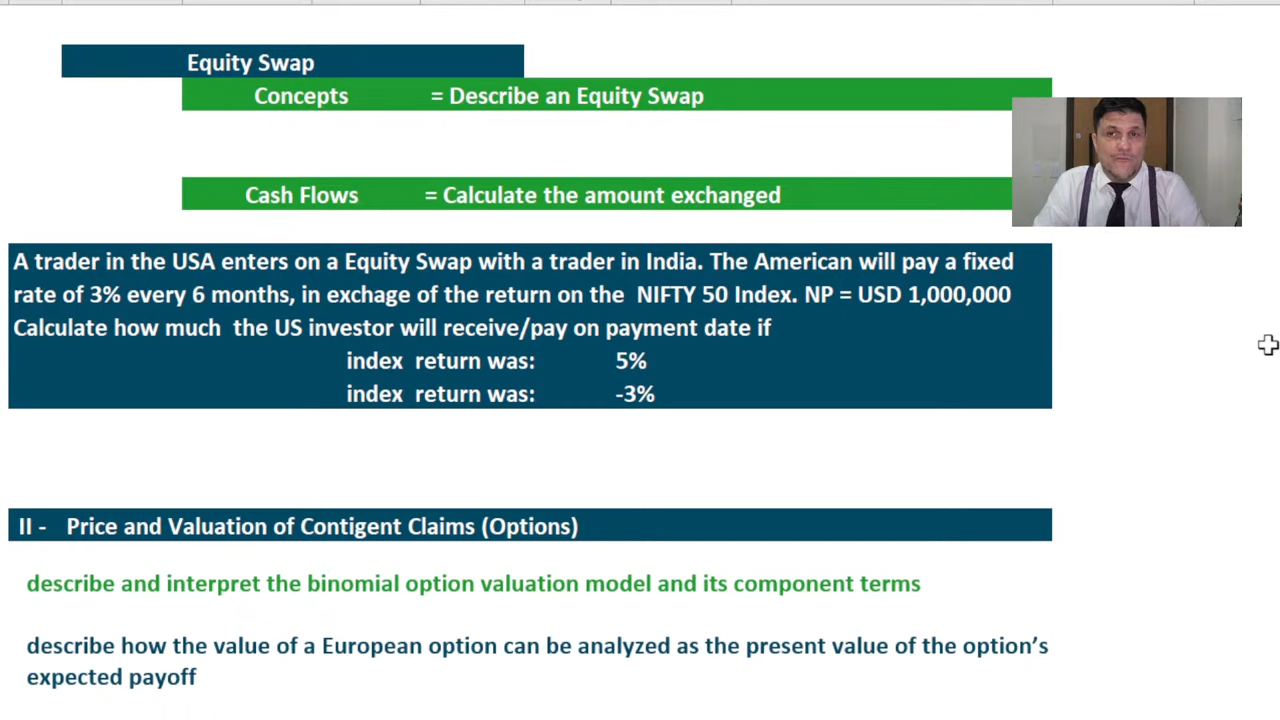 Equity Swap
Concepts = Describe an Equity Swap
Cash Flows = Calculate the amount exchanged
A trader in the USA enters on a Equity Swap with a trader in India. The American will pay a fixed
rate of 3% every 6 months, in exchage of the return on the NIFTY 50 Index. NP = USD 1,000,000
Calculate how much the US investor will receive/pay on payment date if
index return was: 5%
index return was: -3%
II - Price and Valuation of Contigent Claims (Options)
describe and interpret the binomial option valuation model and its component terms
describe how the value of a European option can be analyzed as the present value of the option’s
expected payoff